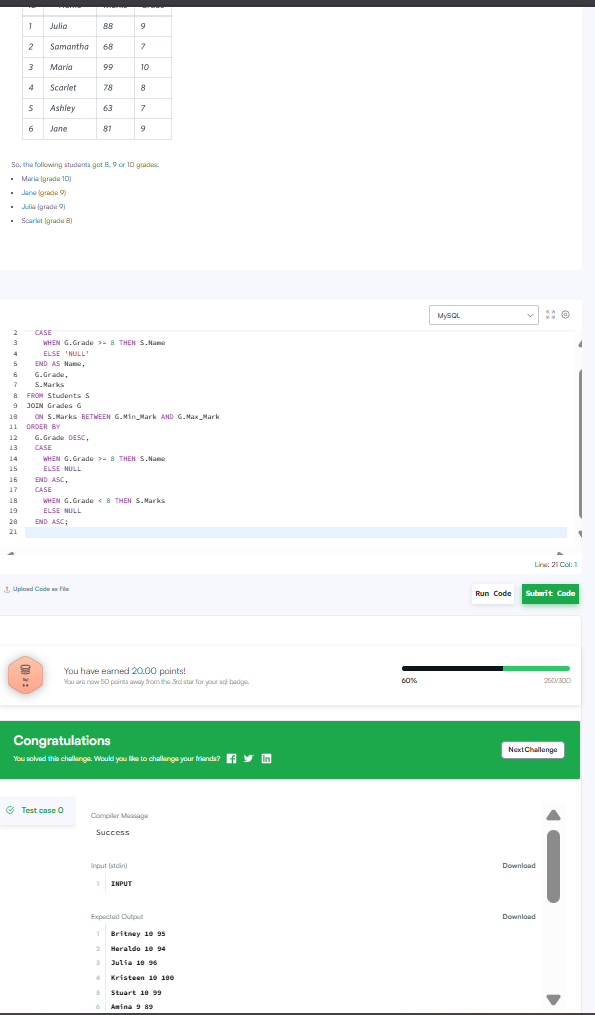 1 Julia 88 9
2 Samantha 68 7
3 Maria 99 10
4 Scarlet 78 8
5 Ashley 63 7
6 Jane 81 9
So, the following students got 8, 9 or 10 grades:
• Maria (grade 10)
• Jane (grade 9)
• Julia (grade 9)
• Scarlet (grade 8)
MySQL
2 CASE
3 WHEN G.Grade >= 8 THEN S.Name
4 ELSE 'NULL'
5 END AS Name,
6 G.Grade,
7 S.Marks
8 FROM Students S
9 JOIN Grades G
10 ON S.Marks BETWEEN G.Min_Mark AND G.Max_Mark
11 ORDER BY
12 G.Grade DESC,
13 CASE
14 WHEN G.Grade >= 8 THEN S.Name
15 ELSE NULL
16 END ASC,
17 CASE
18 WHEN G.Grade < 8 THEN S.Marks
19 ELSE NULL
20 END ASC;
21
Line: 21 Col: 1
Upload Code as File
Run Code
Submit Code
You have earned 20.00 points!
You are now 50 points away from the 3rd star for your sql badge.
Sql
60% 250/300
Congratulations
You solved this challenge. Would you like to challenge your friends?
Next Challenge
Test case 0
Compiler Message
Success
Input (stdin) Download
1 INPUT
Expected Output Download
1 Britney 10 95
2 Heraldo 10 94
3 Julia 10 96
4 Kristeen 10 100
5 Stuart 10 99
6 Amina 9 89